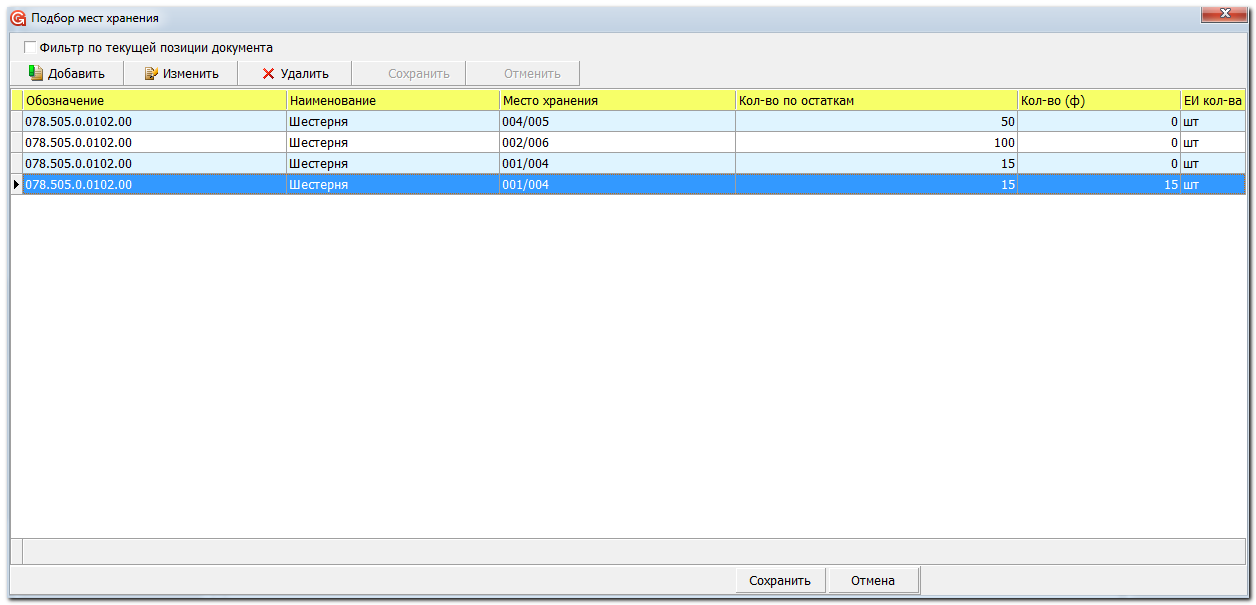 Подбор мест хранения
Фильтр по текущей позиции документа
Добавить Изменить Удалить Сохранить Отменить
Обозначение Наименование Место хранения Кол-во по остаткам Кол-во (ф) ЕИ кол-ва
078.505.0.0102.00 Шестерня 004/005 50 0 шт
078.505.0.0102.00 Шестерня 002/006 100 0 шт
078.505.0.0102.00 Шестерня 001/004 15 0 шт
078.505.0.0102.00 Шестерня 001/004 15 15 шт
Сохранить Отмена